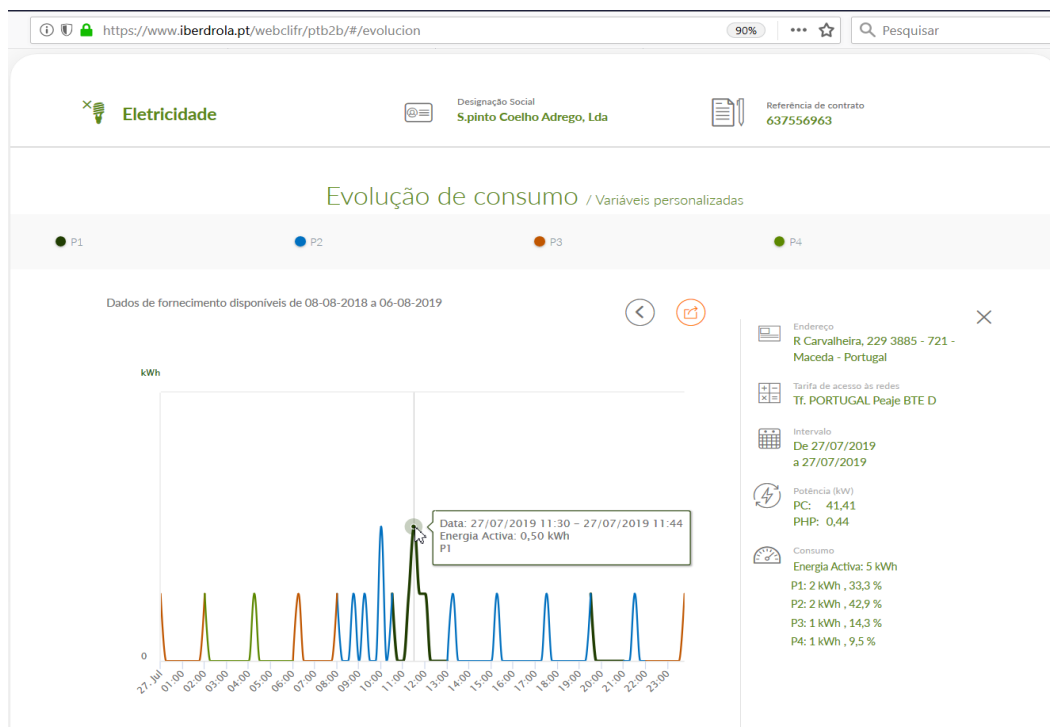 https://www.iberdrola.pt/webclifr/ptb2b/#/evolucion
90%
Pesquisar
Eletricidade
Designação Social
S.pinto Coelho Adrego, Lda
Referência de contrato
637556963
Evolução de consumo / Variáveis personalizadas
P1
P2
P3
P4
Dados de fornecimento disponíveis de 08-08-2018 a 06-08-2019
kWh
Data: 27/07/2019 11:30 - 27/07/2019 11:44
Energia Activa: 0,50 kWh
P1
0
27. Jul 01:00 02:00 03:00 04:00 05:00 06:00 07:00 08:00 09:00 10:00 11:00 12:00 13:00 14:00 15:00 16:00 17:00 18:00 19:00 20:00 21:00 22:00 23:00
Endereço
R Carvalheira, 229 3885 - 721 -
Maceda - Portugal
Tarifa de acesso às redes
Tf. PORTUGAL Peaje BTE D
Intervalo
De 27/07/2019
a 27/07/2019
Potência (kW)
PC: 41,41
PHP: 0,44
Consumo
Energia Activa: 5 kWh
P1: 2 kWh , 33,3 %
P2: 2 kWh , 42,9 %
P3: 1 kWh , 14,3 %
P4: 1 kWh , 9,5 %